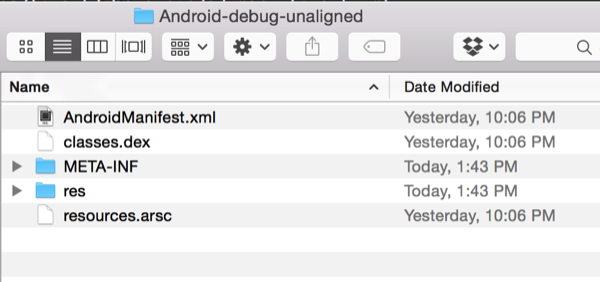 Android-debug-unaligned
Name Date Modified
AndroidManifest.xml Yesterday, 10:06 PM
classes.dex Yesterday, 10:06 PM
META-INF Today, 1:43 PM
res Today, 1:43 PM
resources.arsc Yesterday, 10:06 PM